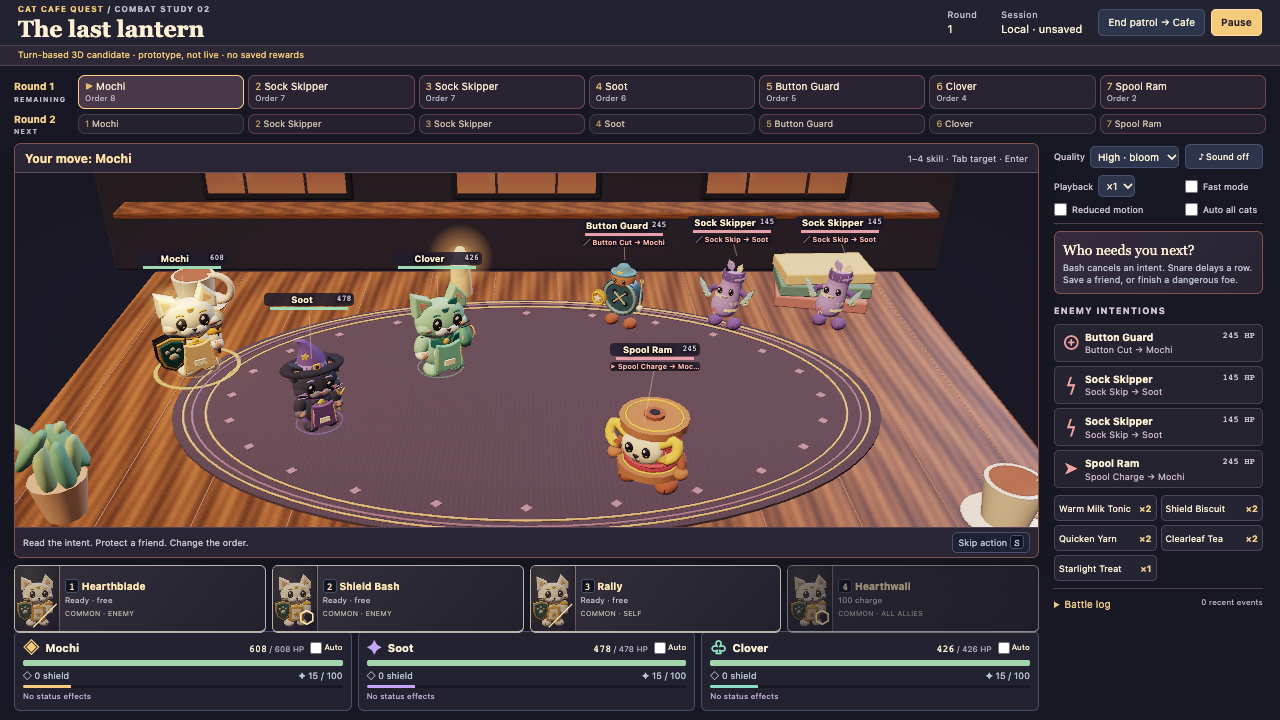 CAT CAFE QUEST / COMBAT STUDY 02
The last lantern
Round
1
Session
Local · unsaved
End patrol → Cafe
Pause
Turn-based 3D candidate · prototype, not live · no saved rewards
Round 1
REMAINING
▶ Mochi
Order 8
2 Sock Skipper
Order 7
3 Sock Skipper
Order 7
4 Soot
Order 6
5 Button Guard
Order 5
6 Clover
Order 4
7 Spool Ram
Order 2
Round 2
NEXT
1 Mochi
2 Sock Skipper
3 Sock Skipper
4 Soot
5 Button Guard
6 Clover
7 Spool Ram
Your move: Mochi
1–4 skill · Tab target · Enter
Mochi 608
Soot 478
Clover 426
Button Guard 245
Button Cut → Mochi
Sock Skipper 145
Sock Skip → Soot
Sock Skipper 145
Sock Skip → Soot
Spool Ram 245
Spool Charge → Moc...
Read the intent. Protect a friend. Change the order.
Skip action S
1 Hearthblade
Ready · free
COMMON · ENEMY
2 Shield Bash
Ready · free
COMMON · ENEMY
3 Rally
Ready · free
COMMON · SELF
4 Hearthwall
100 charge
COMMON · ALL ALLIES
Mochi
608 / 608 HP
Auto
0 shield
15 / 100
No status effects
Soot
478 / 478 HP
Auto
0 shield
15 / 100
No status effects
Clover
426 / 426 HP
Auto
0 shield
15 / 100
No status effects
Quality
High · bloom
♪ Sound off
Playback
×1
Fast mode
Reduced motion
Auto all cats
Who needs you next?
Bash cancels an intent. Snare delays a row.
Save a friend, or finish a dangerous foe.
ENEMY INTENTIONS
Button Guard
245 HP
Button Cut → Mochi
Sock Skipper
145 HP
Sock Skip → Soot
Sock Skipper
145 HP
Sock Skip → Soot
Spool Ram
245 HP
Spool Charge → Mochi
Warm Milk Tonic ×2
Shield Biscuit ×2
Quicken Yarn ×2
Clearleaf Tea ×2
Starlight Treat ×1
▶ Battle log
0 recent events